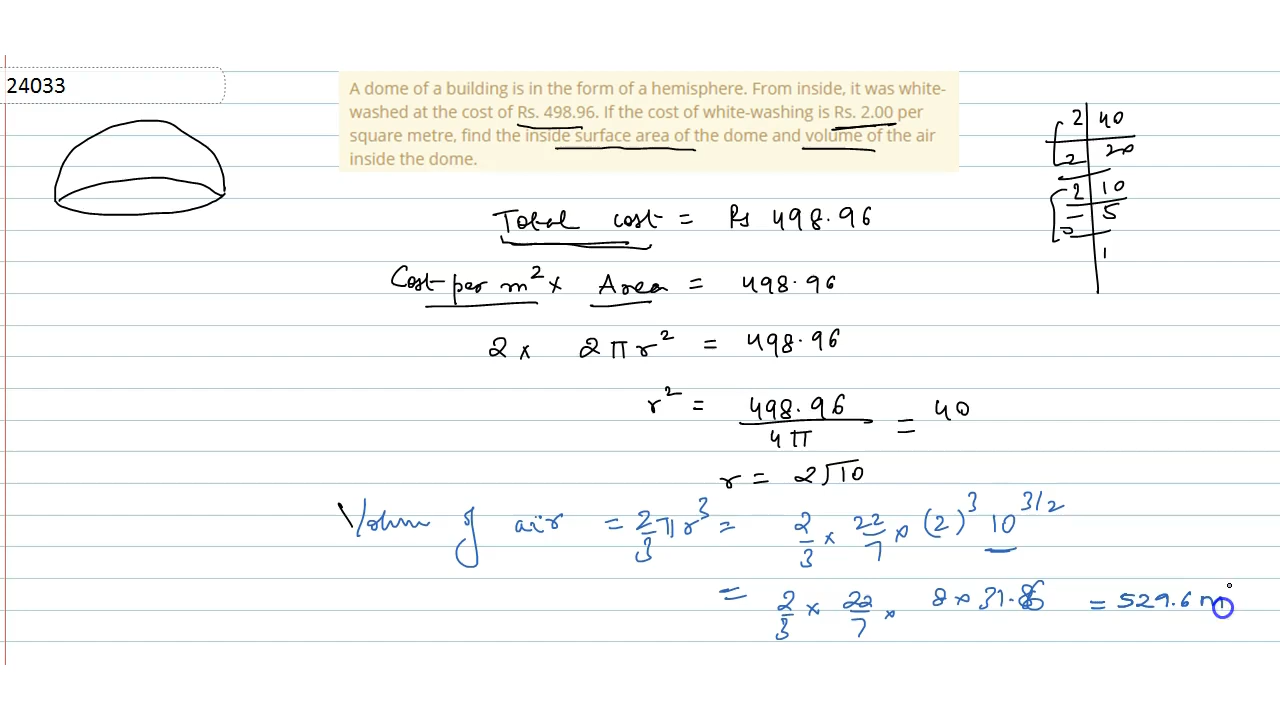 24033
A dome of a building is in the form of a hemisphere. From inside, it was white-
washed at the cost of Rs. 498.96. If the cost of white-washing is Rs. 2.00 per
square metre, find the inside surface area of the dome and volume of the air
inside the dome.
2 | 40
2 | 20
2 | 10
5 | 5
1
Total cost = Rs 498.96
Cost per m² × Area = 498.96
2 × 2πr² = 498.96
r² = 498.96 / 4π = 40
r = 2√10
Volum of air = 2/3 πr³ = 2/3 × 22/7 × (2)³ 10^3/2
= 2/3 × 22/7 × 8 × 31.6 = 529.6 m